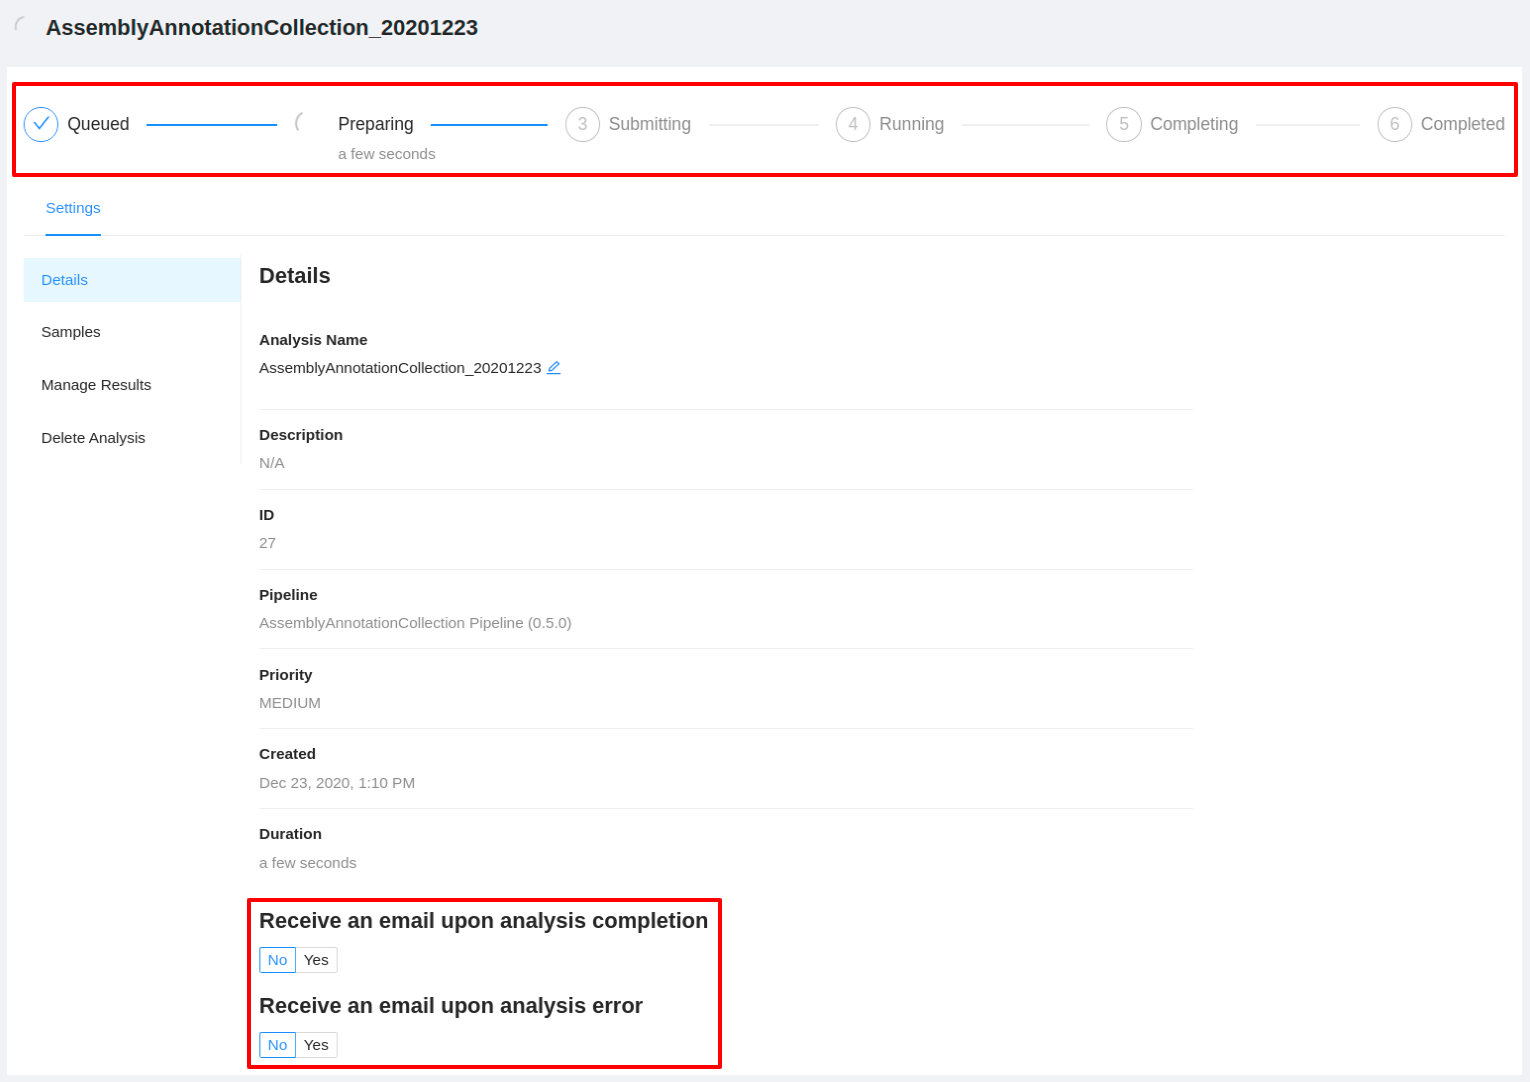 AssemblyAnnotationCollection_20201223
Queued Preparing 3 Submitting 4 Running 5 Completing 6 Completed
a few seconds
Settings
Details
Samples
Manage Results
Delete Analysis
Details
Analysis Name
AssemblyAnnotationCollection_20201223
Description
N/A
ID
27
Pipeline
AssemblyAnnotationCollection Pipeline (0.5.0)
Priority
MEDIUM
Created
Dec 23, 2020, 1:10 PM
Duration
a few seconds
Receive an email upon analysis completion
No Yes
Receive an email upon analysis error
No Yes